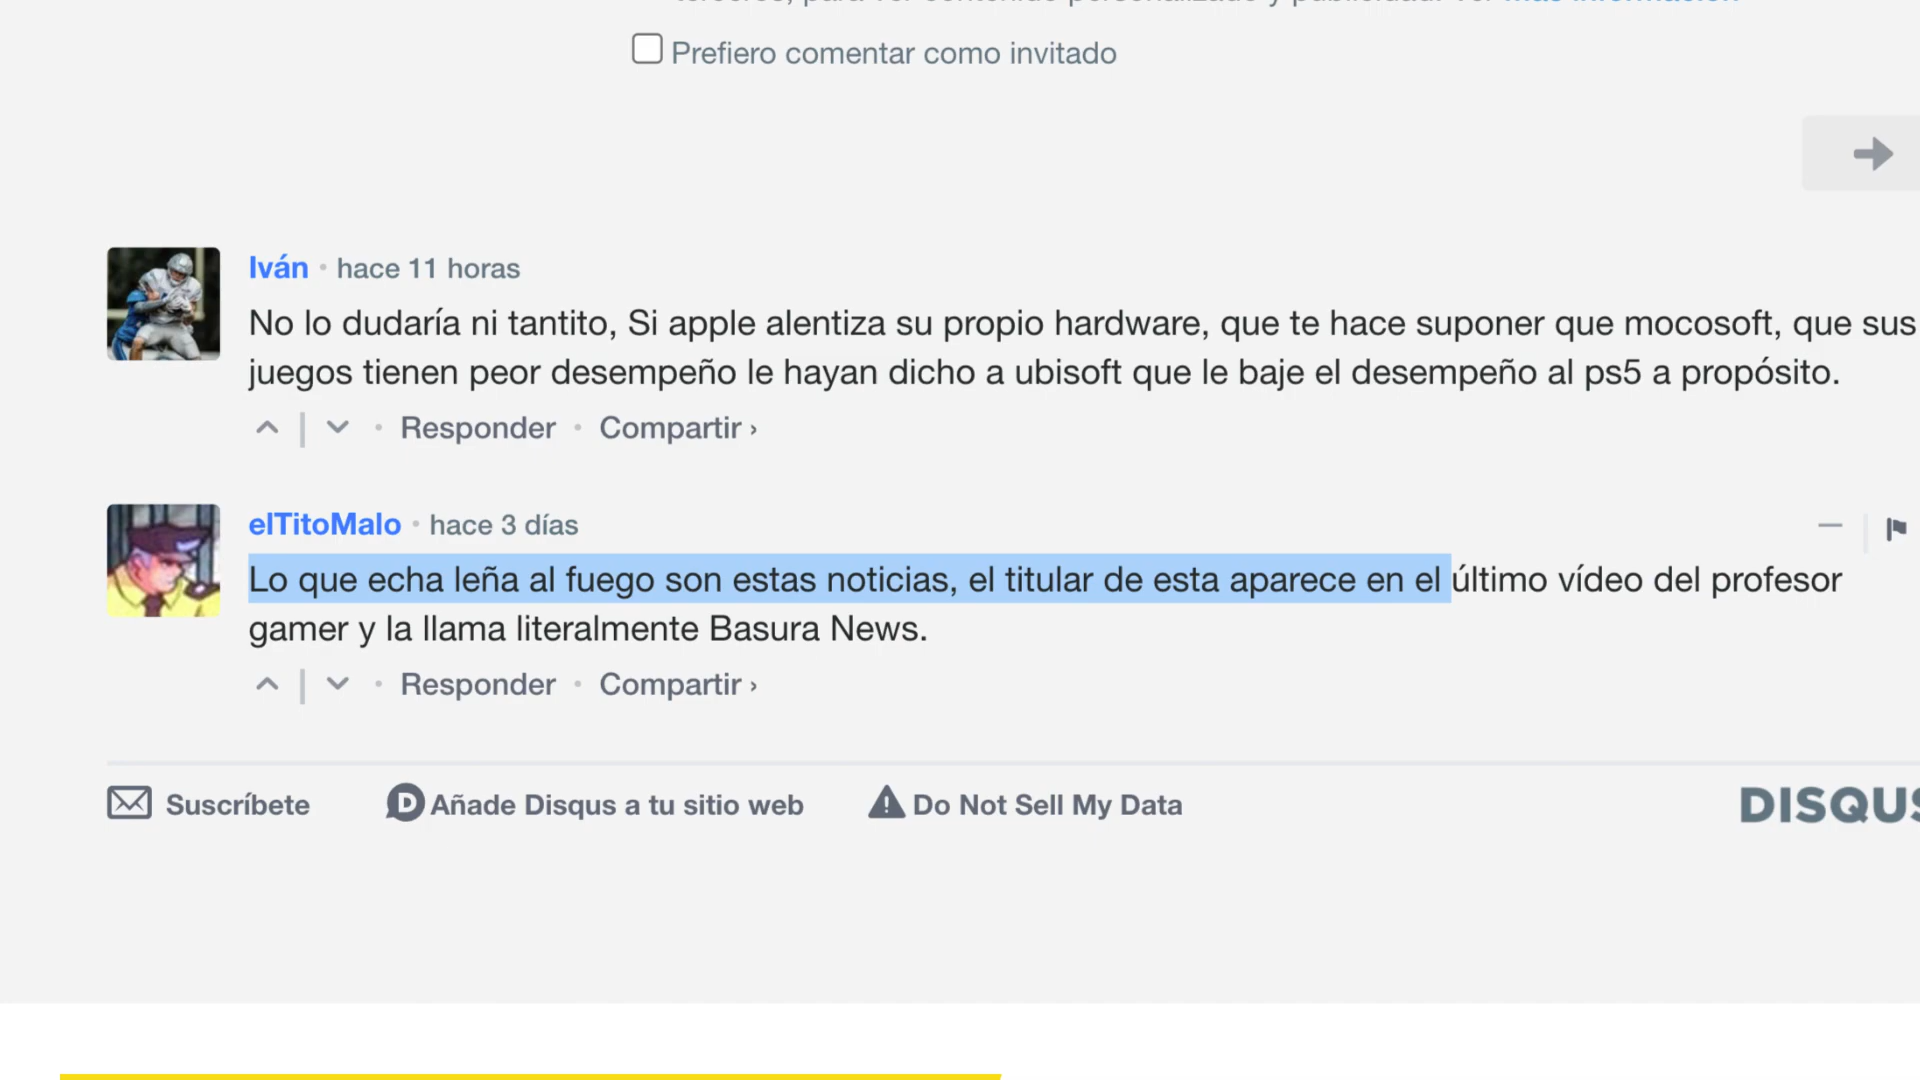 Prefiero comentar como invitado
Iván • hace 11 horas
No lo dudaría ni tantito, Si apple alentiza su propio hardware, que te hace suponer que mocosoft, que sus
juegos tienen peor desempeño le hayan dicho a ubisoft que le baje el desempeño al ps5 a propósito.
Responder • Compartir ›
elTitoMalo • hace 3 días
Lo que echa leña al fuego son estas noticias, el titular de esta aparece en el último vídeo del profesor
gamer y la llama literalmente Basura News.
Responder • Compartir ›
Suscríbete Añade Disqus a tu sitio web Do Not Sell My Data DISQUS